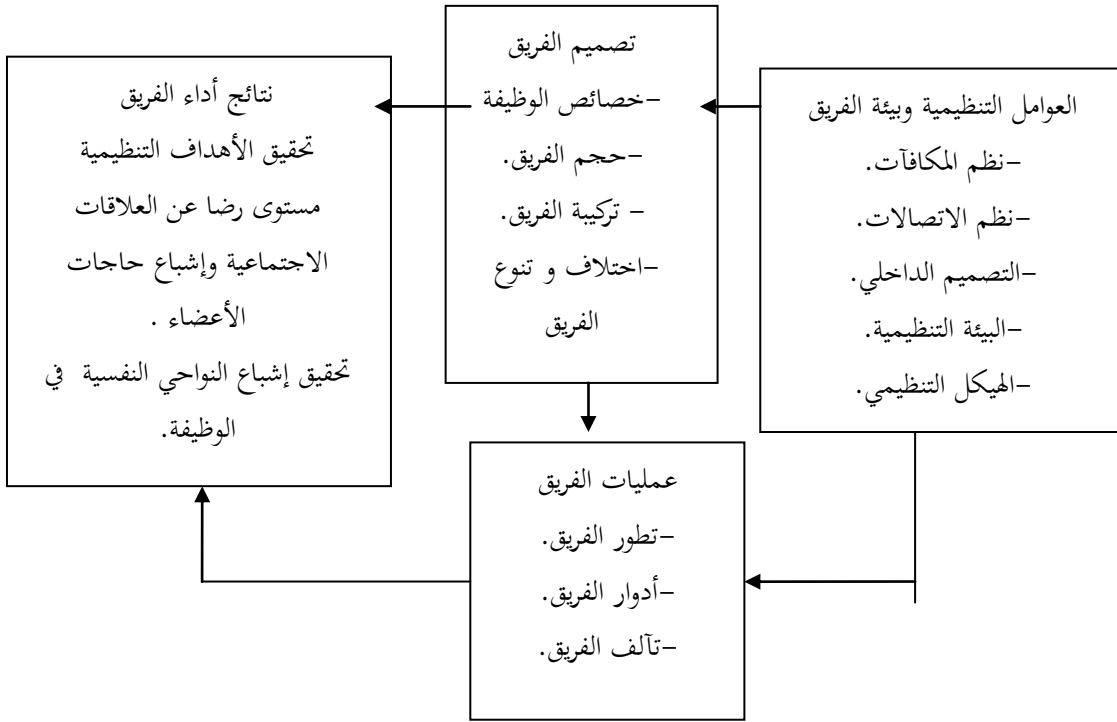 العوامل التنظيمية وبيئة الفريق
-نظم المكافآت.
-نظم الاتصالات.
-التصميم الداخلي.
-البيئة التنظيمية.
-الهيكل التنظيمي.
تصميم الفريق
-خصائص الوظيفة
-حجم الفريق.
- تركيبة الفريق.
-اختلاف و تنوع
الفريق
نتائج أداء الفريق
تحقيق الأهداف التنظيمية
مستوى رضا عن العلاقات
الاجتماعية وإشباع حاجات
الأعضاء .
تحقيق إشباع النواحي النفسية في
الوظيفة.
عمليات الفريق
-تطور الفريق.
-أدوار الفريق.
-تآلف الفريق.